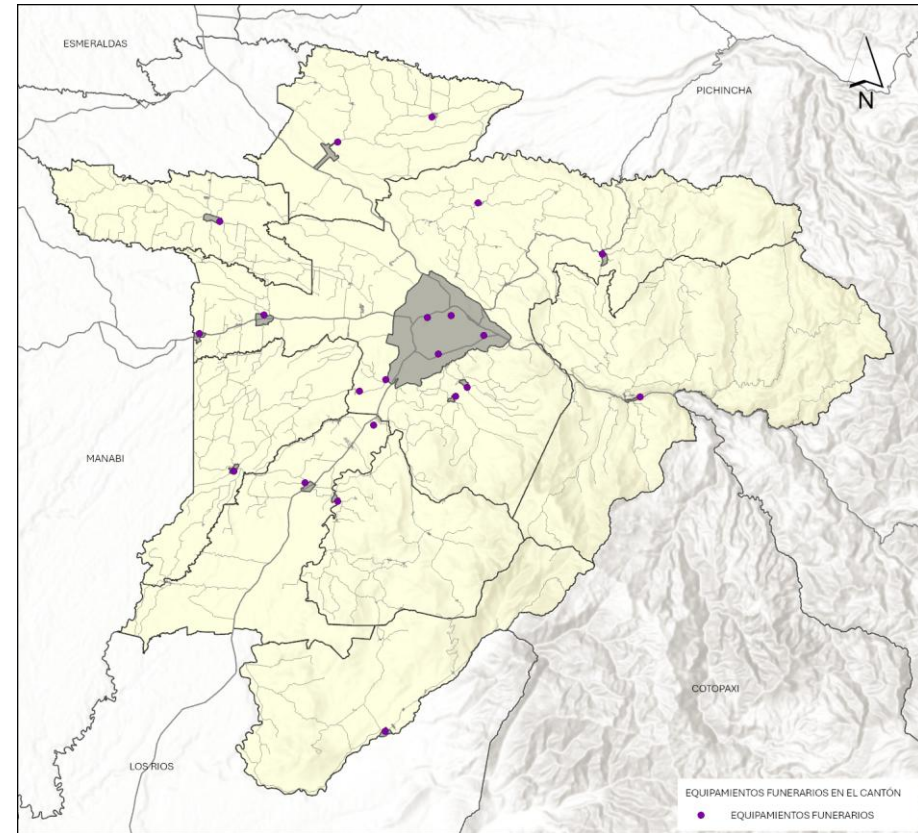 ESMERALDAS
PICHINCHA
N
MANABI
COTOPAXI
LOS RIOS
EQUIPAMIENTOS FUNERARIOS EN EL CANTÓN
EQUIPAMIENTOS FUNERARIOS